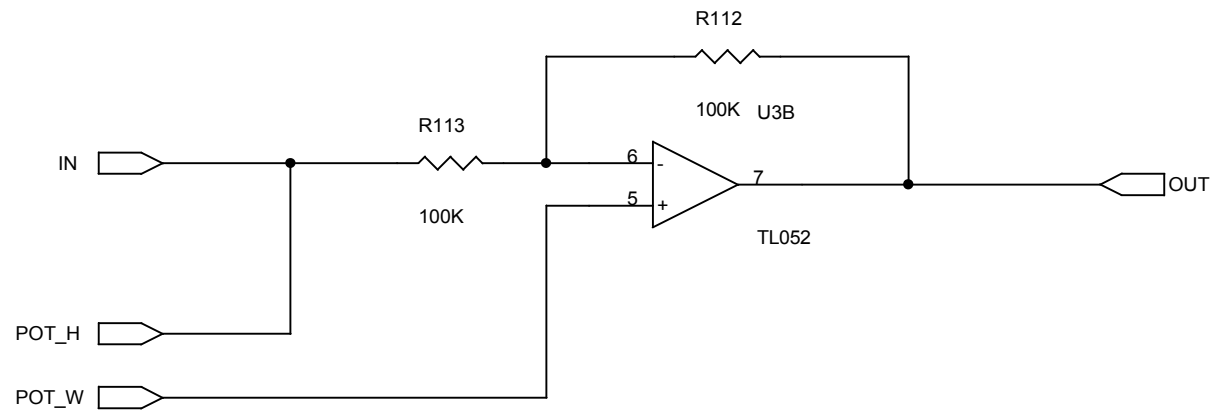 R112
100K
U3B
R113
IN
6
-
7
OUT
5
+
100K
TL052
POT_H
POT_W